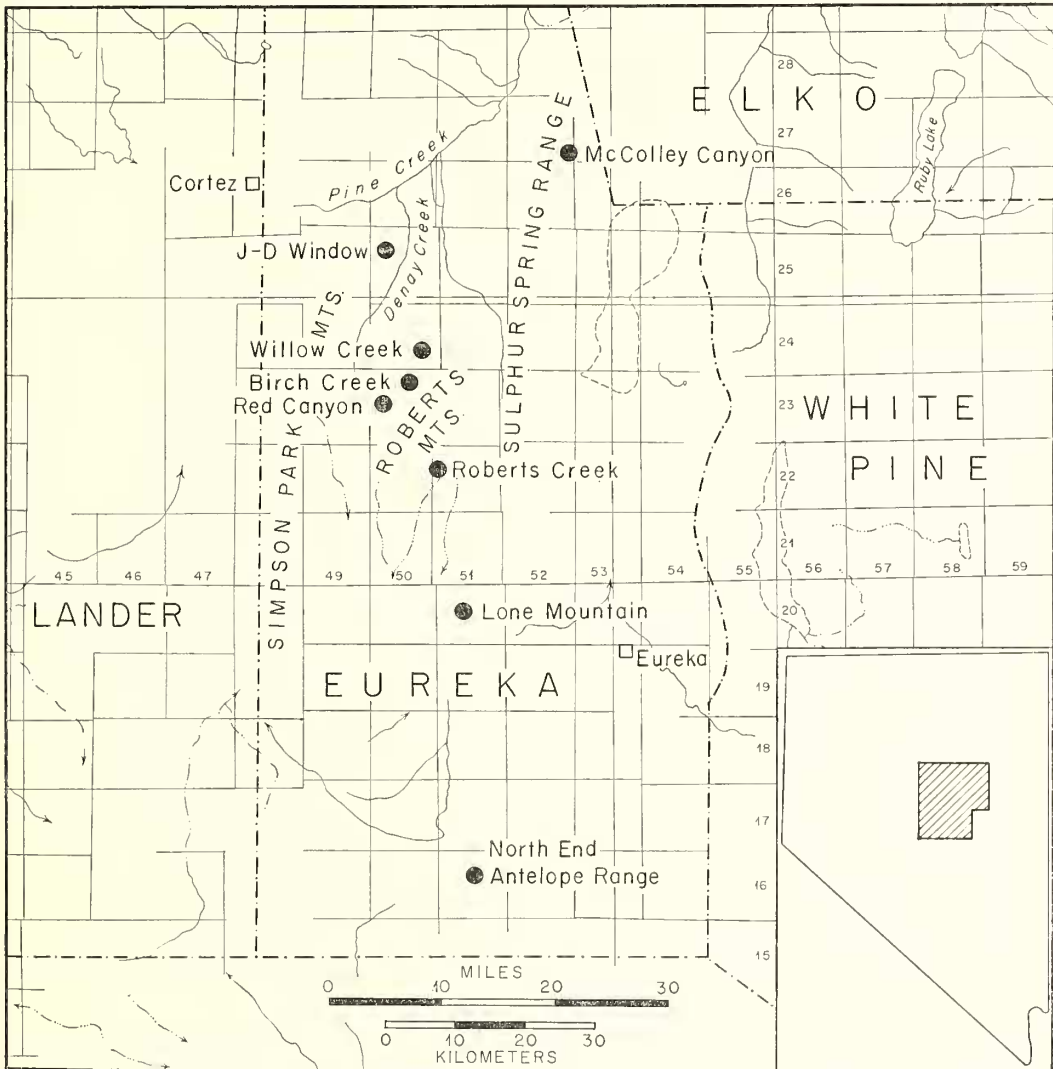 ELKO
28
27
26
25
24
23
22
21
20
19
18
17
16
15
Pine Creek
Cortez
McColley Canyon
Ruby Lake
J-D Window
Denay Creek
SULPHUR SPRING RANGE
Willow Creek
Birch Creek
Red Canyon
ROBERTS
MTS.
SIMPSON PARK MTS.
Roberts Creek
WHITE
PINE
45 46 47 49 50 51 52 53 54 55 56 57 58 59
LANDER
Lone Mountain
Eureka
EUREKA
North End
Antelope Range
MILES
0 10 20 30
0 10 20 30
KILOMETERS